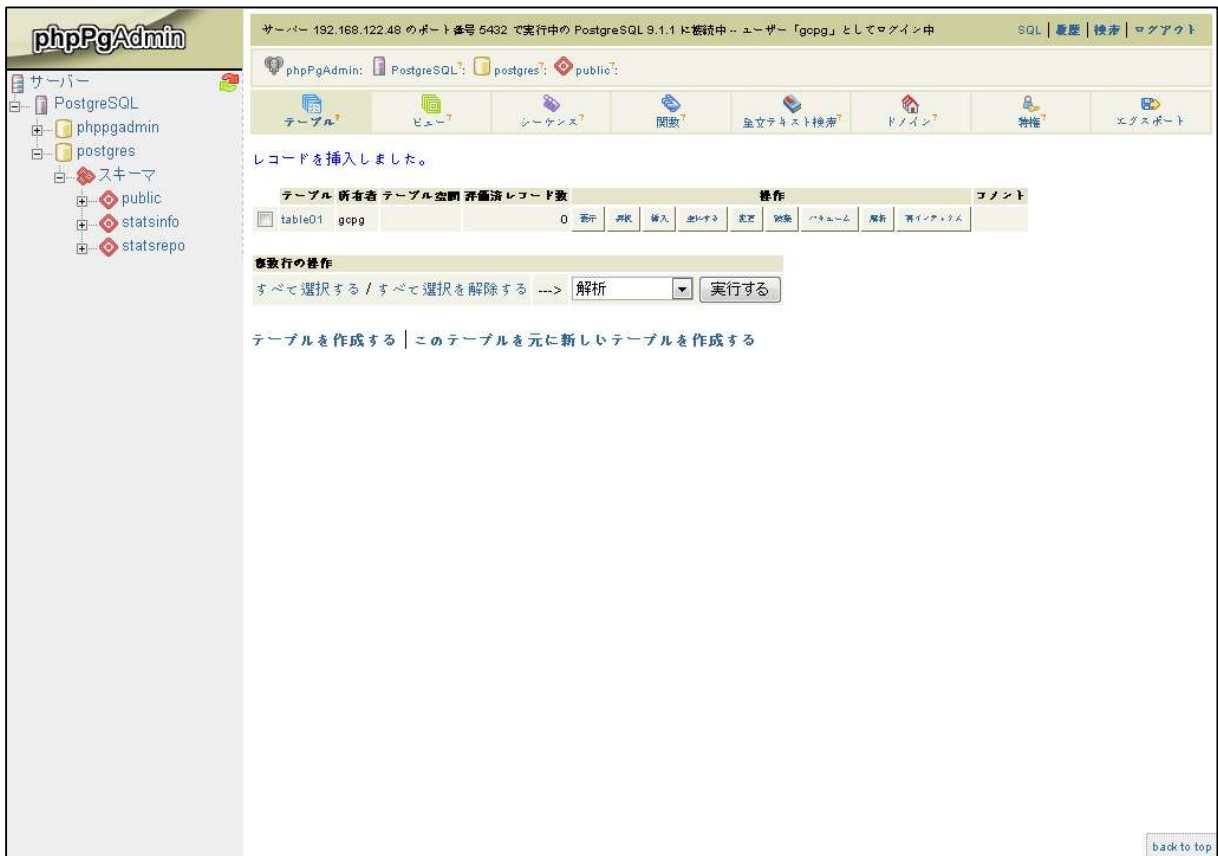 phpPgAdmin
サーバー
PostgreSQL
phppgadmin
postgres
スキーマ
public
statsinfo
statsrepo
サーバー 192.168.122.48 のポート番号 5432 で実行中の PostgreSQL 9.1.1 に接続中 -- ユーザー「gcpg」としてログイン中
SQL | 履歴 | 検索 | ログアウト
phpPgAdmin: PostgreSQL?: postgres?: public?:
テーブル? ビュー? シーケンス? 関数? 全文テキスト検索? ドメイン? 特権? エクスポート
レコードを挿入しました。
テーブル 所有者 テーブル空間 評価済レコード数 操作 コメント
table01 gcpg 0 表示 選択 挿入 空にする 変更 破棄 バキューム 解析 再インデックス
複数行の操作
すべて選択する / すべて選択を解除する ---> 解析 実行する
テーブルを作成する | このテーブルを元に新しいテーブルを作成する
back to top